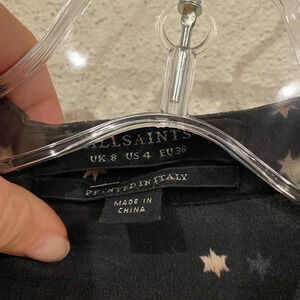 ALLSAINTS
UK 8 US 4 EU 36
PRINTED IN ITALY
MADE IN
CHINA